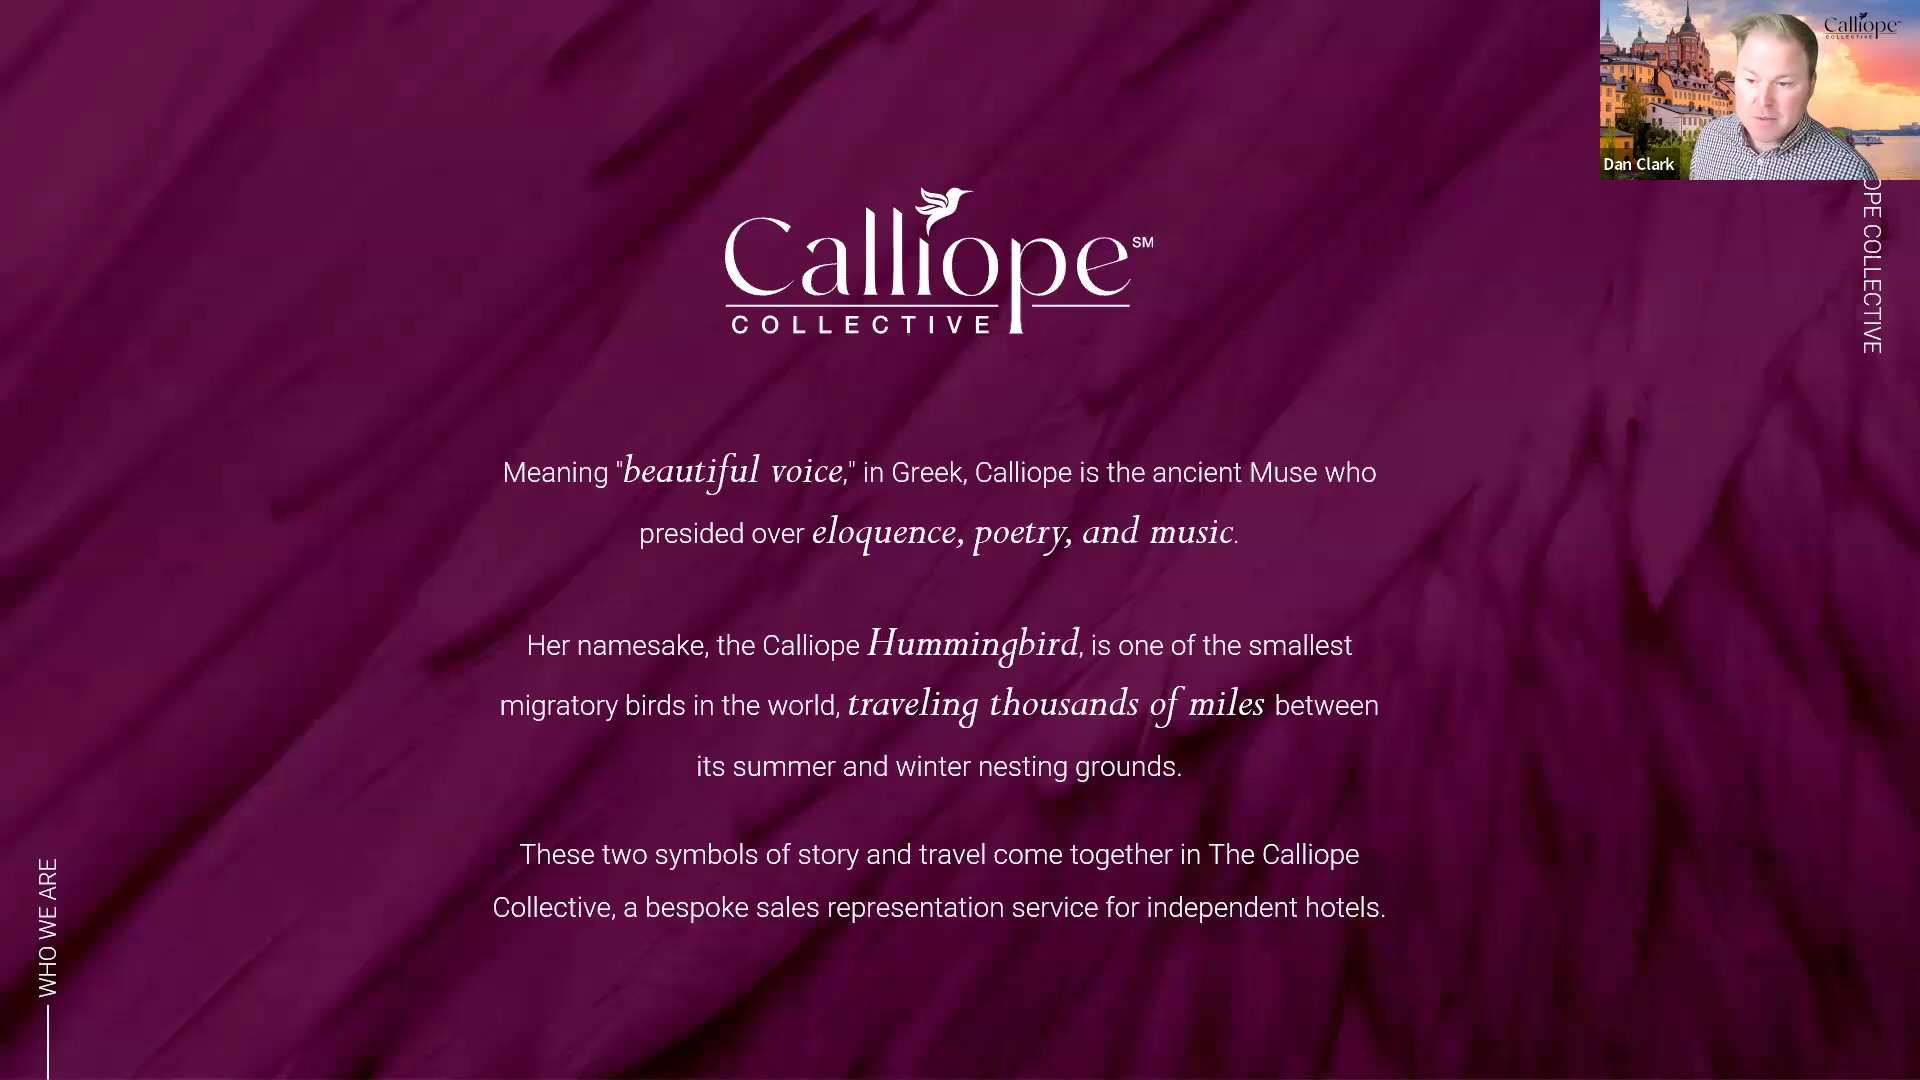 Calliope
COLLECTIVE
Dan Clark
OPE COLLECTIVE
Calliope SM
COLLECTIVE
Meaning "beautiful voice," in Greek, Calliope is the ancient Muse who
presided over eloquence, poetry, and music.
Her namesake, the Calliope Hummingbird, is one of the smallest
migratory birds in the world, traveling thousands of miles between
its summer and winter nesting grounds.
These two symbols of story and travel come together in The Calliope
Collective, a bespoke sales representation service for independent hotels.
WHO WE ARE